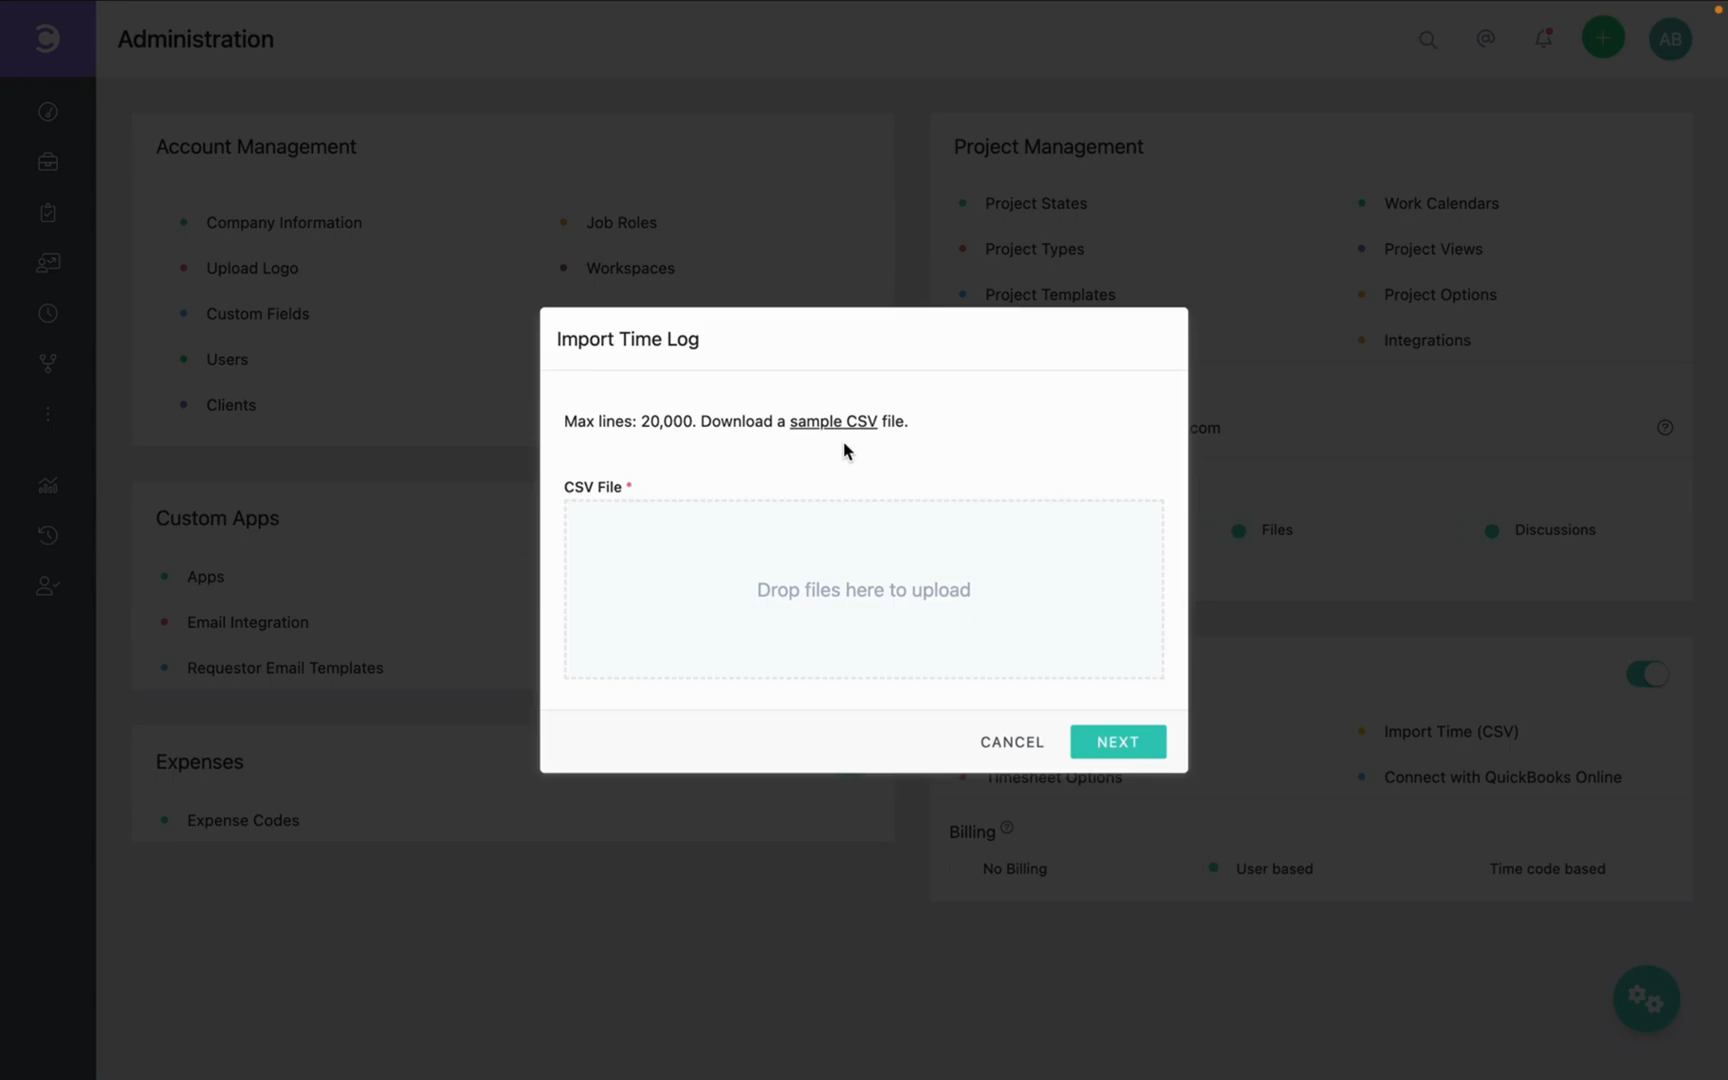 Administration
AB
Account Management
Company Information
Job Roles
Upload Logo
Workspaces
Custom Fields
Users
Clients
Project Management
Project States
Work Calendars
Project Types
Project Views
Project Templates
Project Options
Integrations
com
Files
Discussions
Import Time Log
Max lines: 20,000. Download a sample CSV file.
CSV File *
Drop files here to upload
CANCEL
NEXT
Custom Apps
Apps
Email Integration
Requestor Email Templates
Import Time (CSV)
Timesheet Options
Connect with QuickBooks Online
Expenses
Expense Codes
Billing
No Billing
User based
Time code based